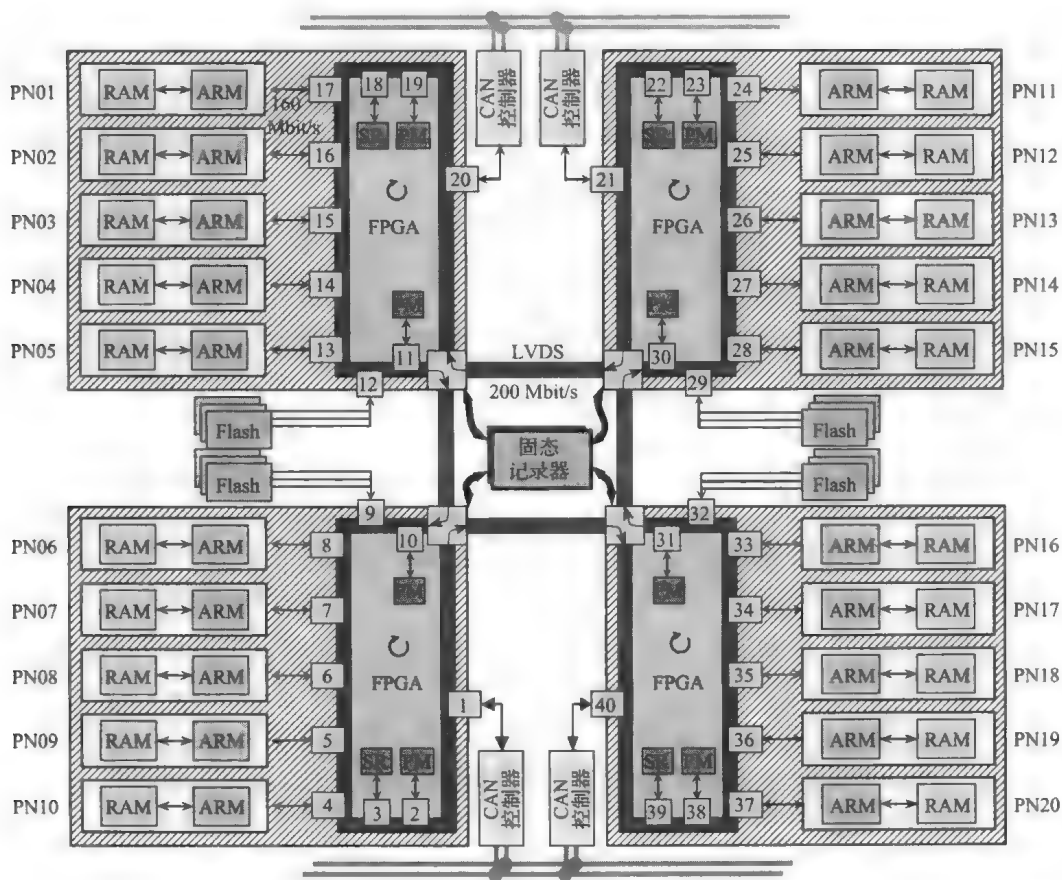 CAN
控制器
CAN
控制器
PN01
RAM
ARM
160
Mbit/s
17
18
19
SR
PM
20
PN02
RAM
ARM
16
PN03
RAM
ARM
15
FPGA
PN04
RAM
ARM
14
PN05
RAM
ARM
13
11
12
21
22
23
SR
PM
24
ARM
RAM
PN11
25
ARM
RAM
PN12
FPGA
26
ARM
RAM
PN13
27
ARM
RAM
PN14
30
28
ARM
RAM
PN15
29
LVDS
200 Mbit/s
Flash
Flash
固态
记录器
Flash
Flash
9
PN06
RAM
ARM
8
10
PN07
RAM
ARM
7
PN08
RAM
ARM
6
FPGA
1
PN09
RAM
ARM
5
SR
PM
PN10
RAM
ARM
4
3
2
32
31
33
ARM
RAM
PN16
34
ARM
RAM
PN17
FPGA
35
ARM
RAM
PN18
40
36
ARM
RAM
PN19
SR
PM
39
38
37
ARM
RAM
PN20
CAN
控制器
CAN
控制器